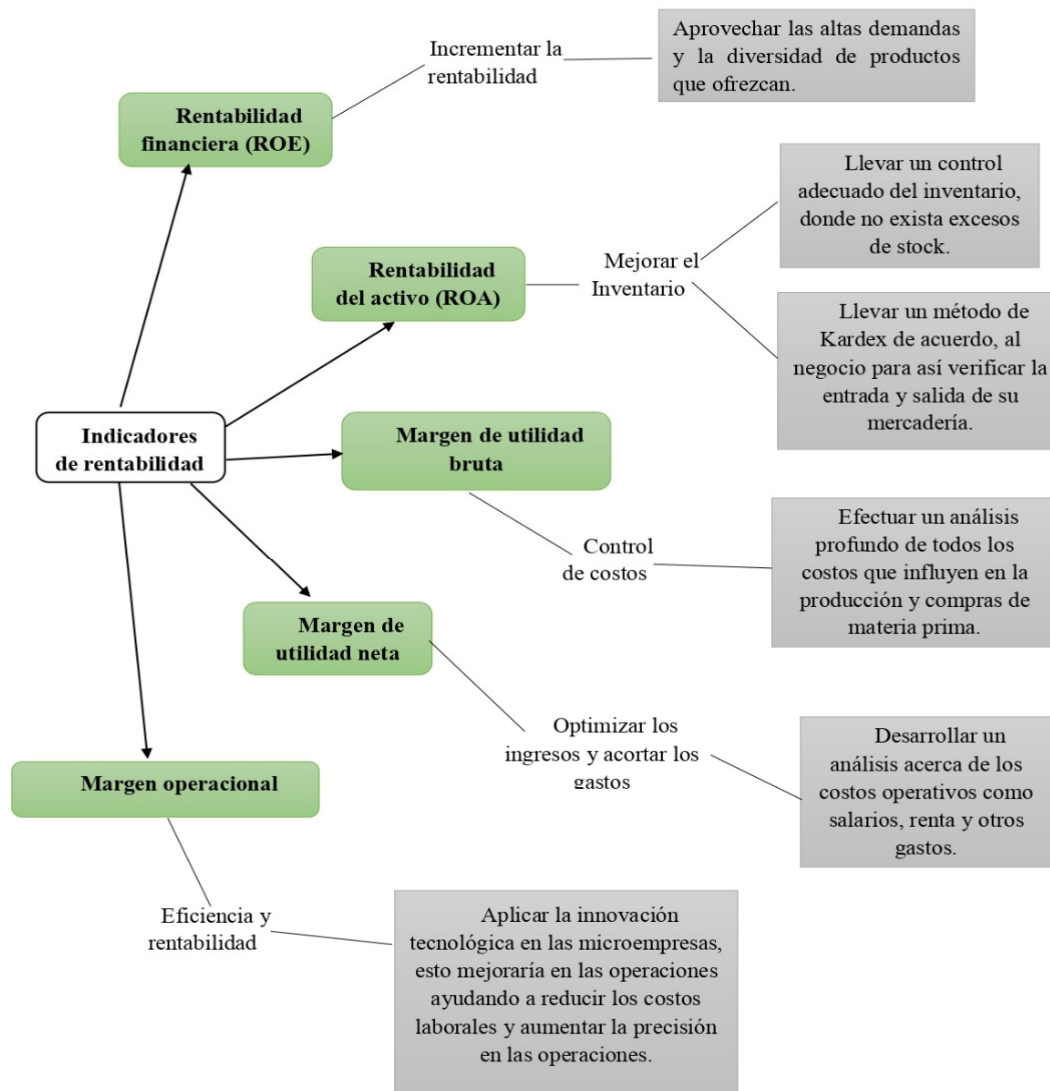 Incrementar la
rentabilidad
Aprovechar las altas demandas
y la diversidad de productos
que ofrezcan.
Rentabilidad
financiera (ROE)
Llevar un control
adecuado del inventario,
donde no exista excesos
de stock.
Rentabilidad
del activo (ROA)
Mejorar el
Inventario
Llevar un método de
Kardex de acuerdo, al
negocio para así verificar la
entrada y salida de su
mercadería.
Indicadores
de rentabilidad
Margen de utilidad
bruta
Control
de costos
Efectuar un análisis
profundo de todos los
costos que influyen en la
producción y compras de
materia prima.
Margen de
utilidad neta
Optimizar los
ingresos y acortar los
gastos
Desarrollar un
análisis acerca de los
costos operativos como
salarios, renta y otros
gastos.
Margen operacional
Eficiencia y
rentabilidad
Aplicar la innovación
tecnológica en las microempresas,
esto mejoraría en las operaciones
ayudando a reducir los costos
laborales y aumentar la precisión
en las operaciones.